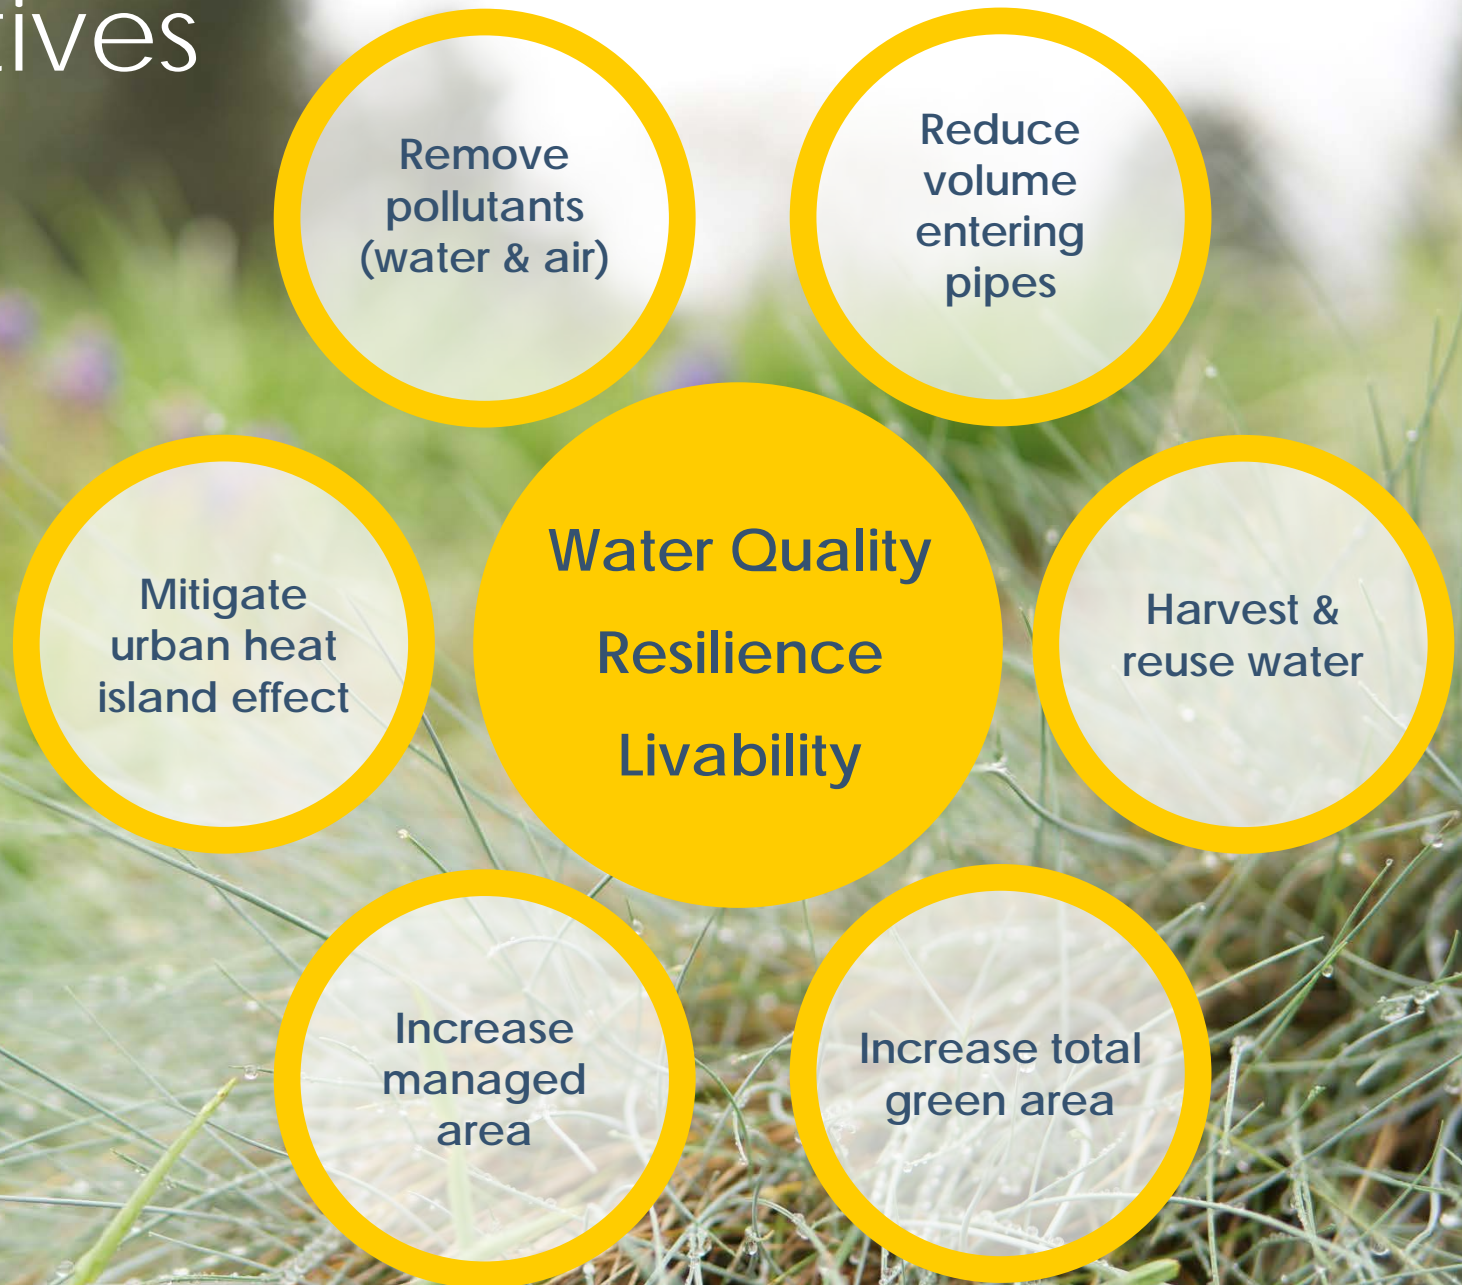 tives
Remove
pollutants
(water & air)
Reduce
volume
entering
pipes
Mitigate
urban heat
island effect
Water Quality
Resilience
Livability
Harvest &
reuse water
Increase
managed
area
Increase total
green area